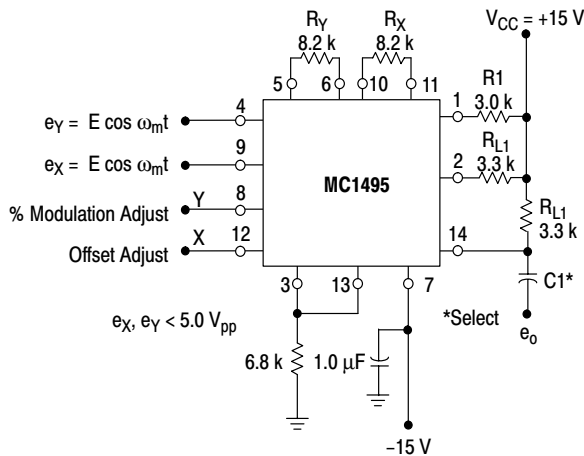 R_Y
8.2 k
R_X
8.2 k
V_CC = +15 V
5
6
10
11
R1
3.0 k
4
e_Y = E cos ω_mt
1
9
e_X = E cos ω_mt
2
R_L1
3.3 k
MC1495
% Modulation Adjust
Y
8
R_L1
3.3 k
Offset Adjust
X
12
14
C1*
3
13
7
*Select
e_o
e_X, e_Y < 5.0 V_pp
6.8 k
1.0 µF
–15 V